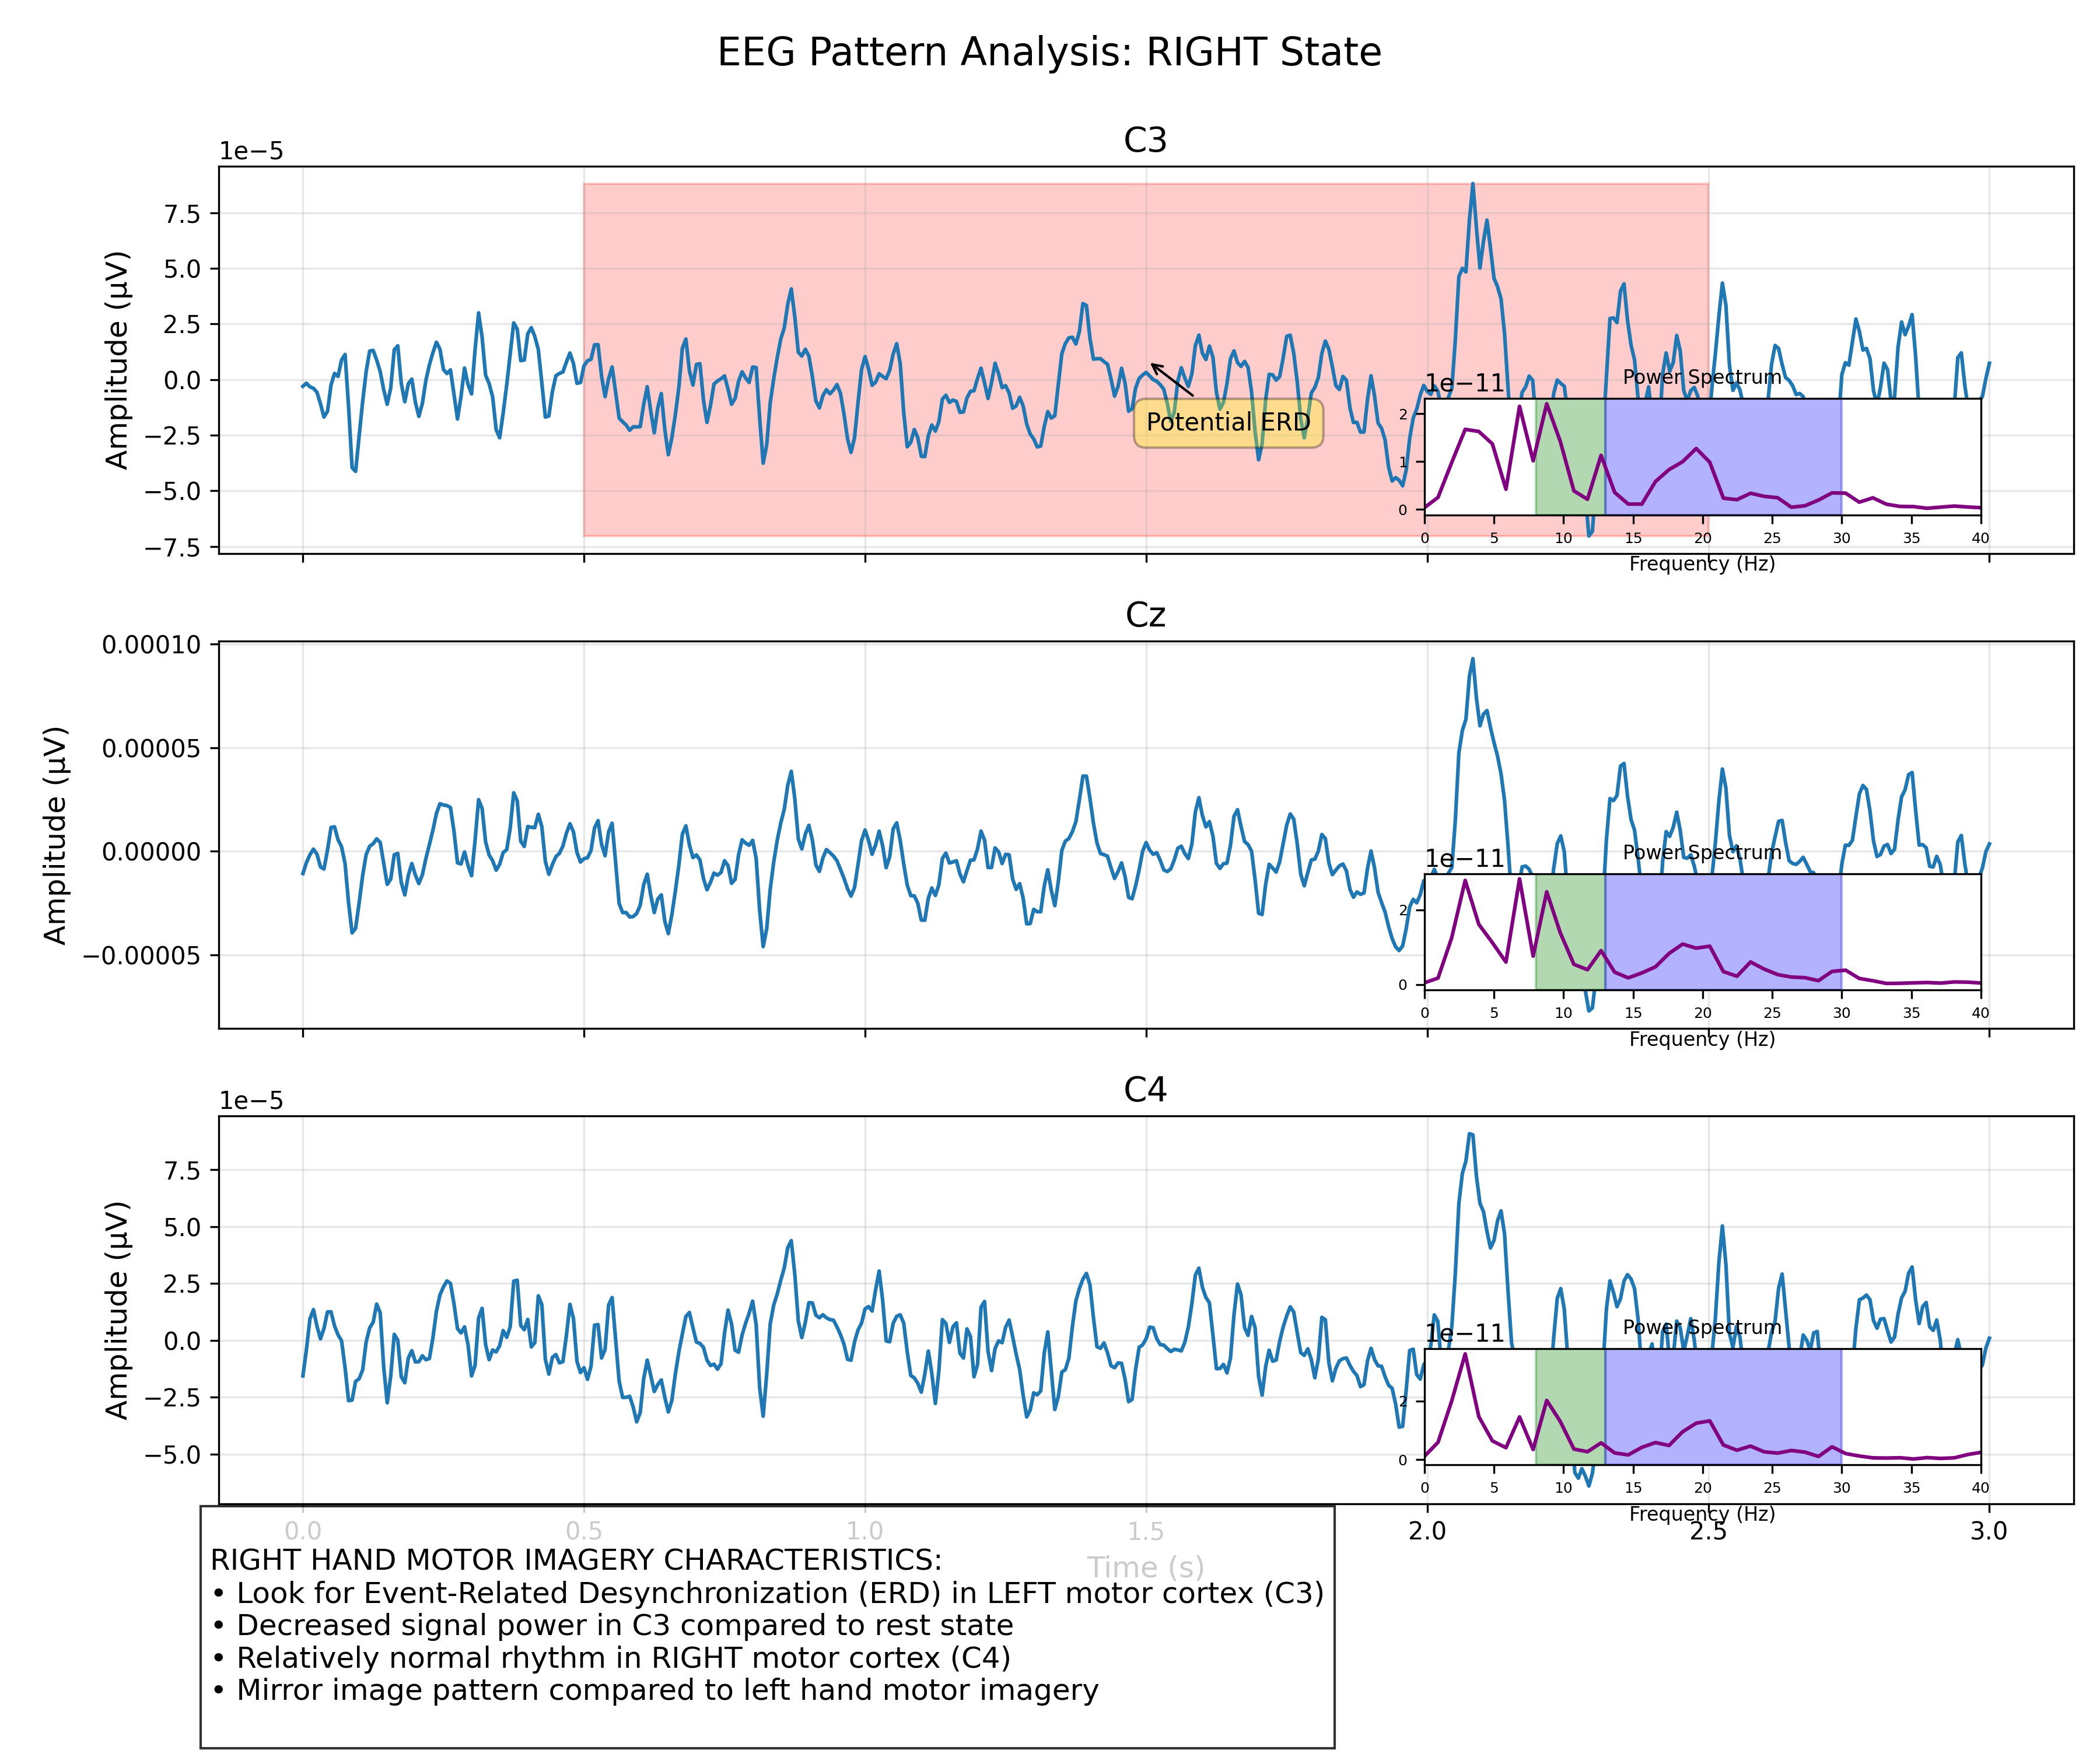 EEG Pattern Analysis: RIGHT State
C3
1e−5
Amplitude (µV)
7.5
5.0
2.5
0.0
−2.5
−5.0
−7.5
Potential ERD
Power Spectrum
1e−11
2
1
0
0 5 10 15 20 25 30 35 40
Frequency (Hz)
Cz
Amplitude (µV)
0.00010
0.00005
0.00000
−0.00005
Power Spectrum
1e−11
2
0
0 5 10 15 20 25 30 35 40
Frequency (Hz)
C4
1e−5
Amplitude (µV)
7.5
5.0
2.5
0.0
−2.5
−5.0
Power Spectrum
1e−11
2
0
0 5 10 15 20 25 30 35 40
Frequency (Hz)
0.0 0.5 1.0 1.5 2.0 2.5 3.0
Time (s)
RIGHT HAND MOTOR IMAGERY CHARACTERISTICS:
• Look for Event-Related Desynchronization (ERD) in LEFT motor cortex (C3)
• Decreased signal power in C3 compared to rest state
• Relatively normal rhythm in RIGHT motor cortex (C4)
• Mirror image pattern compared to left hand motor imagery